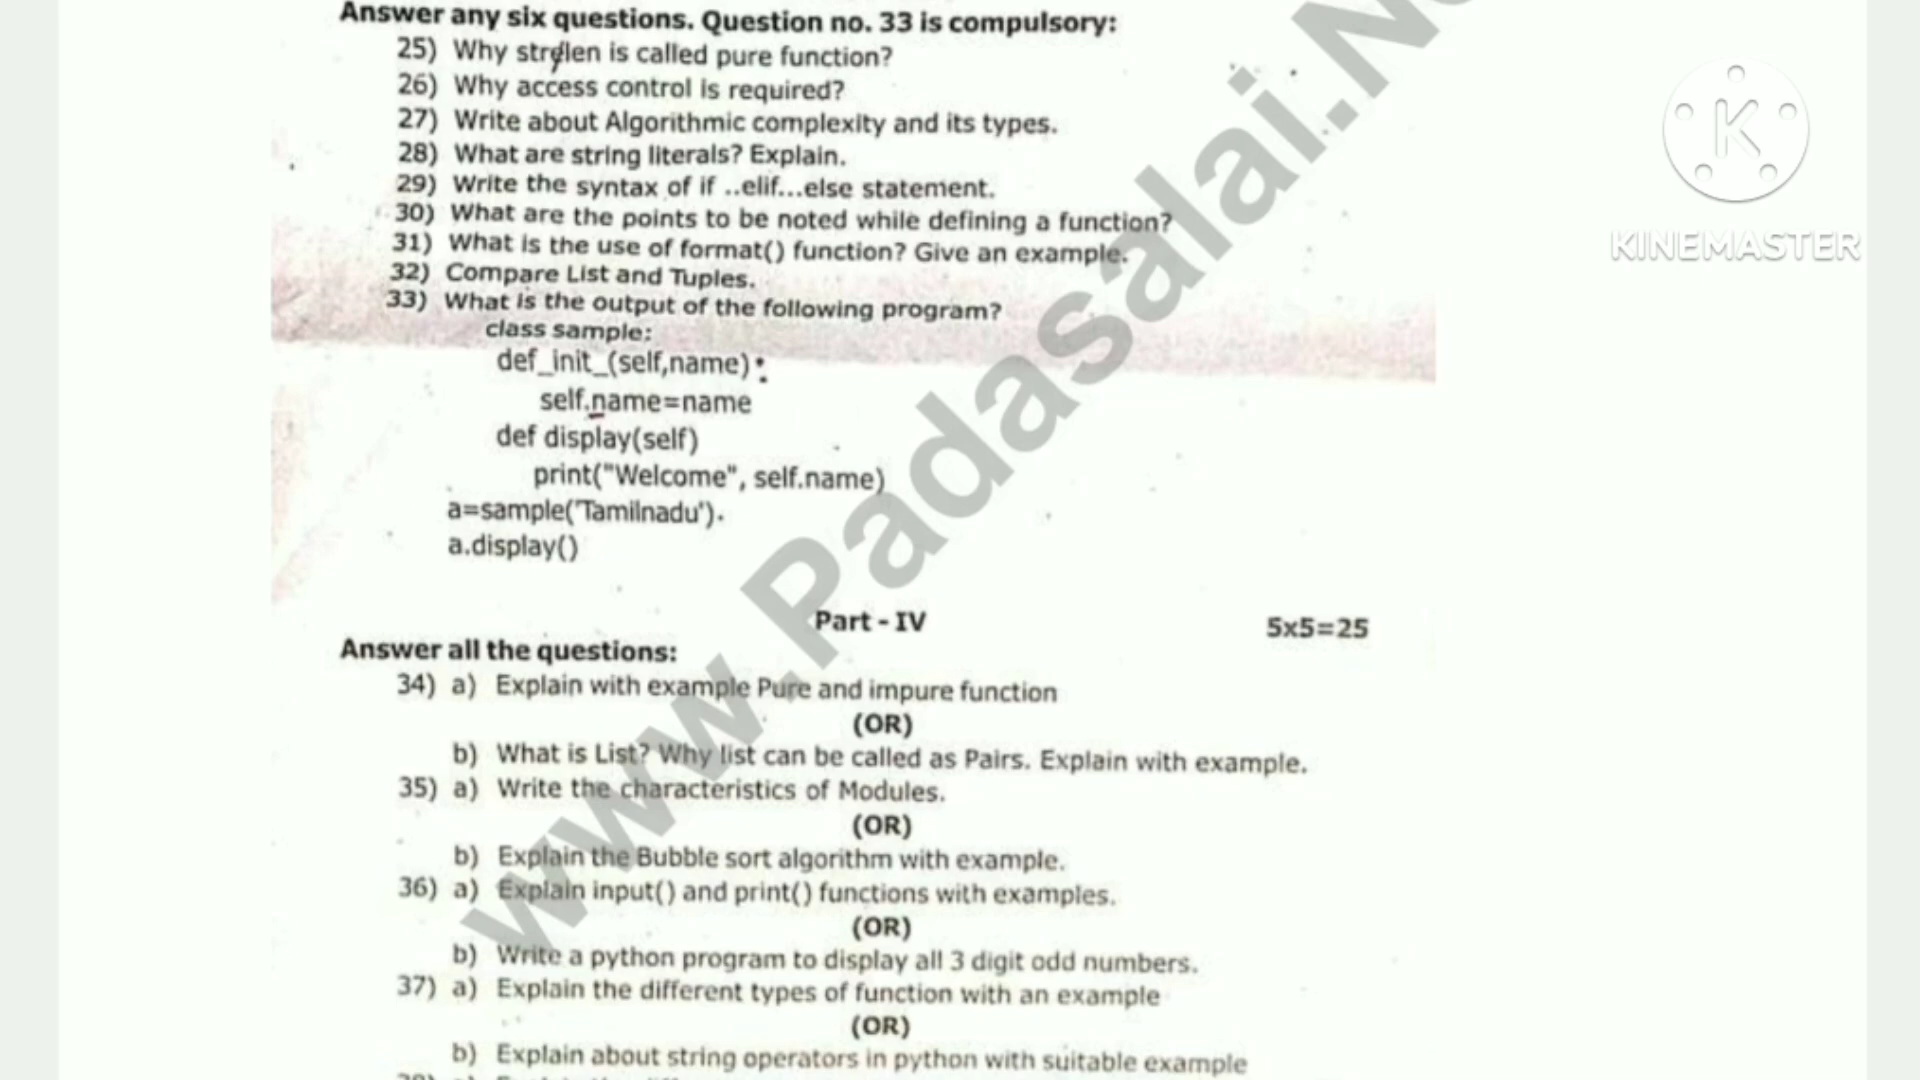 Answer any six questions. Question no. 33 is compulsory:
25) Why strlen is called pure function?
26) Why access control is required?
27) Write about Algorithmic complexity and its types.
28) What are string literals? Explain.
29) Write the syntax of if ..elif...else statement.
30) What are the points to be noted while defining a function?
31) What is the use of format() function? Give an example.
32) Compare List and Tuples.
33) What is the output of the following program?
class sample:
def_init_(self,name) :
self.name=name
def display(self)
print("Welcome", self.name)
a=sample('Tamilnadu').
a.display()
Part - IV 5x5=25
Answer all the questions:
34) a) Explain with example Pure and impure function
(OR)
b) What is List? Why list can be called as Pairs. Explain with example.
35) a) Write the characteristics of Modules.
(OR)
b) Explain the Bubble sort algorithm with example.
36) a) Explain input() and print() functions with examples.
(OR)
b) Write a python program to display all 3 digit odd numbers.
37) a) Explain the different types of function with an example
(OR)
b) Explain about string operators in python with suitable example
www.Padasalai.Ne
K
KINEMASTER